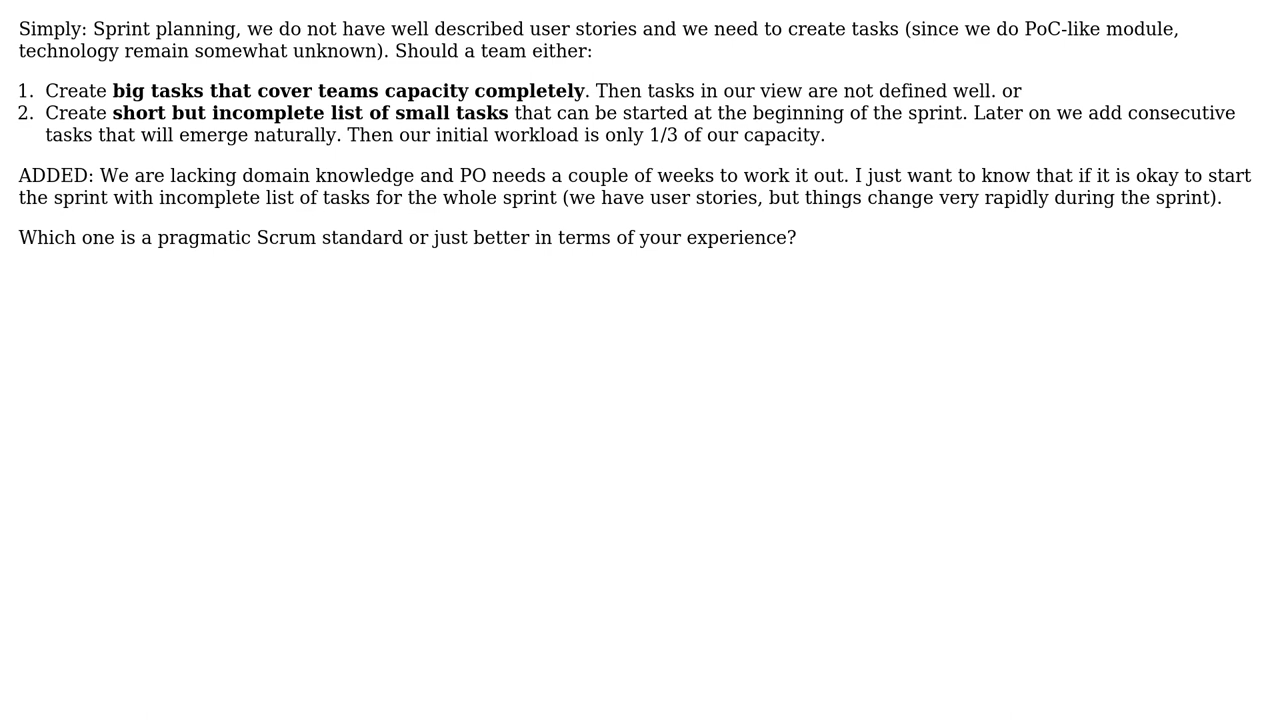 Simply: Sprint planning, we do not have well described user stories and we need to create tasks (since we do PoC-like module,
technology remain somewhat unknown). Should a team either:
1. Create big tasks that cover teams capacity completely. Then tasks in our view are not defined well. or
2. Create short but incomplete list of small tasks that can be started at the beginning of the sprint. Later on we add consecutive
tasks that will emerge naturally. Then our initial workload is only 1/3 of our capacity.
ADDED: We are lacking domain knowledge and PO needs a couple of weeks to work it out. I just want to know that if it is okay to start
the sprint with incomplete list of tasks for the whole sprint (we have user stories, but things change very rapidly during the sprint).
Which one is a pragmatic Scrum standard or just better in terms of your experience?